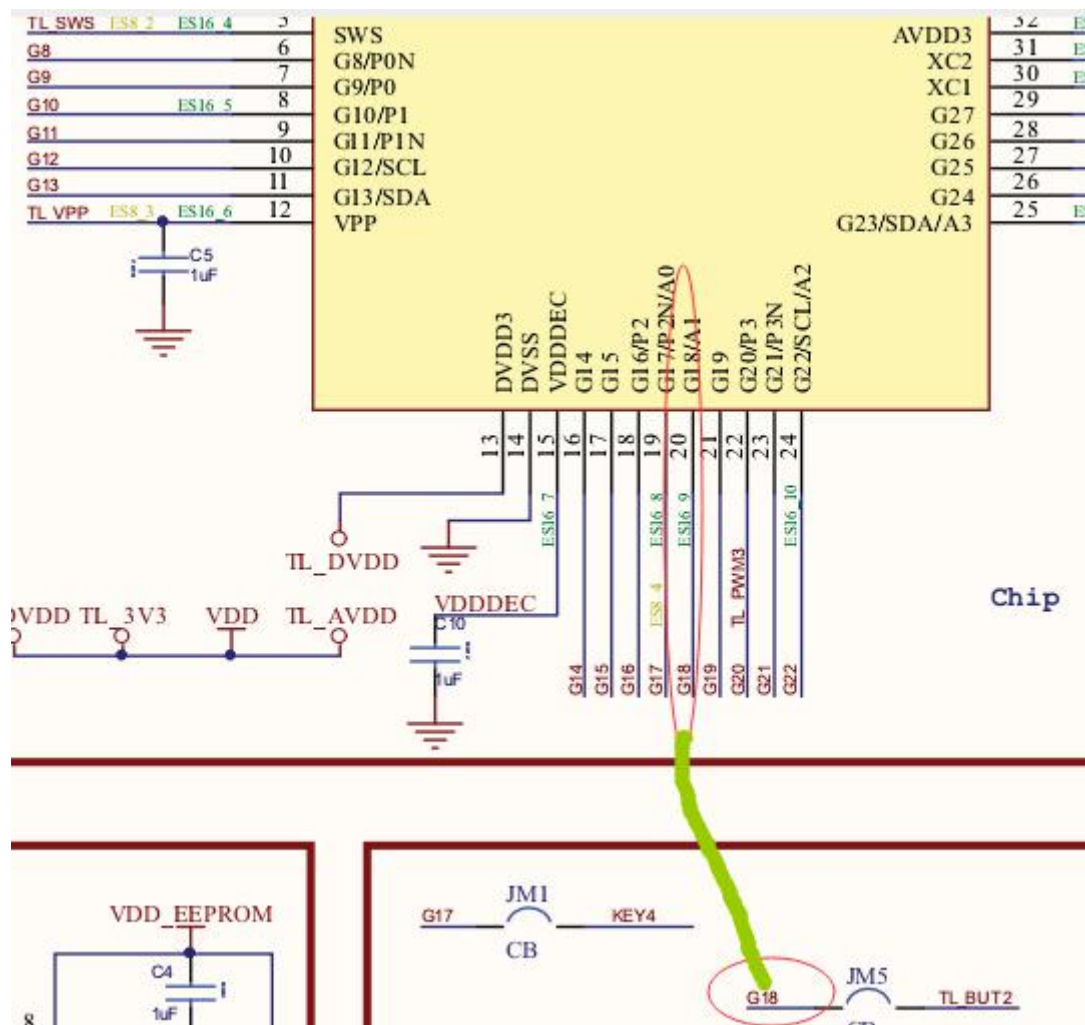 TL_SWS ES8_2 ES16_4 5 SWS
G8 6 G8/P0N
G9 7 G9/P0
G10 ES16_5 8 G10/P1
G11 9 G11/P1N
G12 10 G12/SCL
G13 11 G13/SDA
TL_VPP ES8_3 ES16_6 12 VPP
AVDD3 32
XC2 31
XC1 30
G27 29
G26 28
G25 27
G24 26
G23/SDA/A3 25
C5
1uF
DVDD3 13
DVSS 14
VDDDEC 15 ES16_7
G14 16 G14
G15 17 G15
G16/P2 18 G16
G17/P2N/A0 19 ES16_8 ES8_4 G17
G18/A1 20 ES16_9 G18
G19 21 G19
G20/P3 22 TL_PWM3 G20
G21/P3N 23 G21
G22/SCL/A2 24 ES16_10 G22
TL_DVDD
DVDD TL_3V3 VDD TL_AVDD
VDDDEC
C10
1uF
Chip
VDD_EEPROM
C4
1uF
8
JM1
G17 KEY4
CB
JM5
G18 TL_BUT2